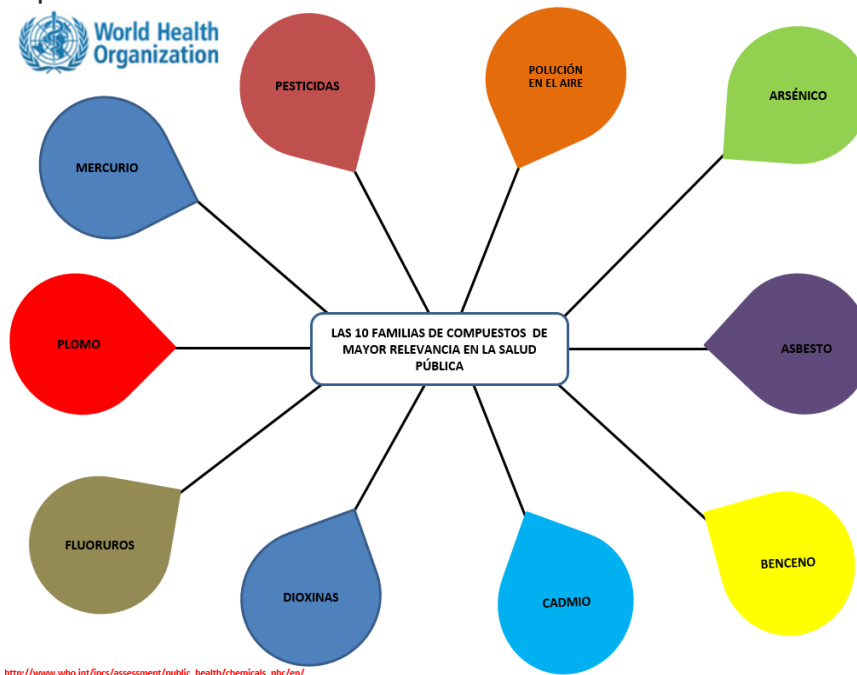 World Health
Organization
PESTICIDAS
POLUCIÓN
EN EL AIRE
ARSÉNICO
MERCURIO
LAS 10 FAMILIAS DE COMPUESTOS DE
MAYOR RELEVANCIA EN LA SALUD
PÚBLICA
PLOMO
ASBESTO
FLUORUROS
DIOXINAS
CADMIO
BENCENO
http://www.who.int/ipcs/assessment/public_health/chemicals_phc/en/